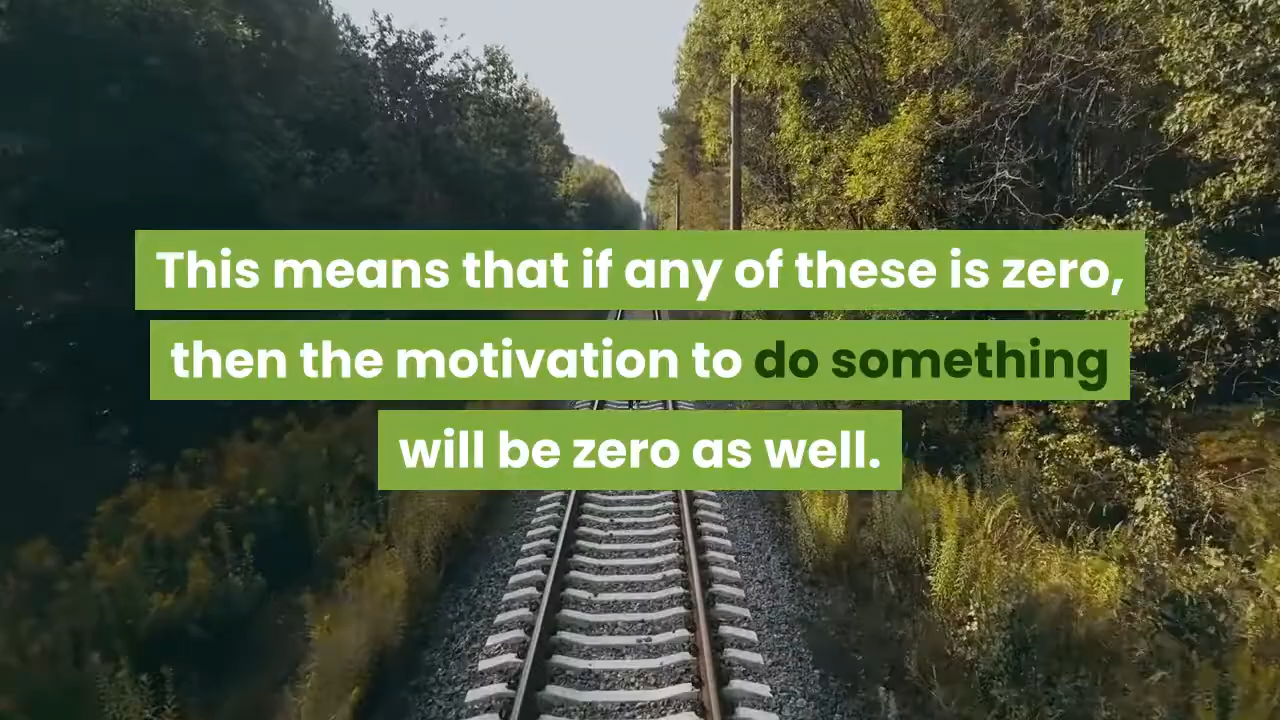 This means that if any of these is zero,
then the motivation to do something
will be zero as well.